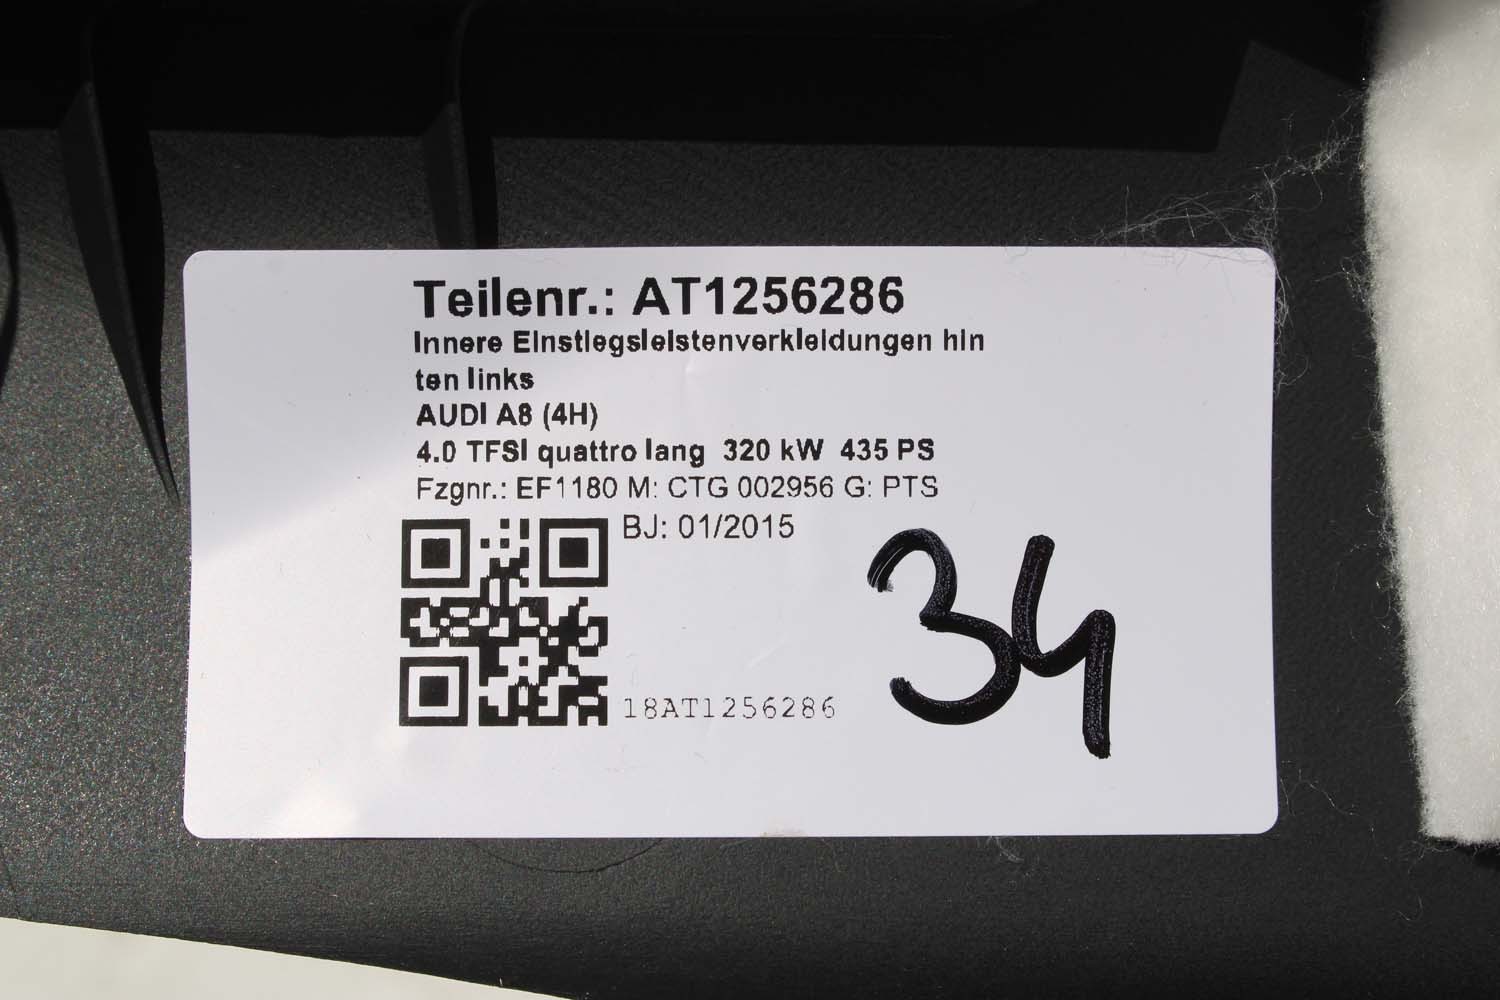 Teilenr.: AT1256286
Innere Einstiegsleistenverkleidungen hin
ten links
AUDI A8 (4H)
4.0 TFSI quattro lang  320 kW  435 PS
Fzgnr.: EF1180 M: CTG 002956 G: PTS
BJ: 01/2015
34
18AT1256286